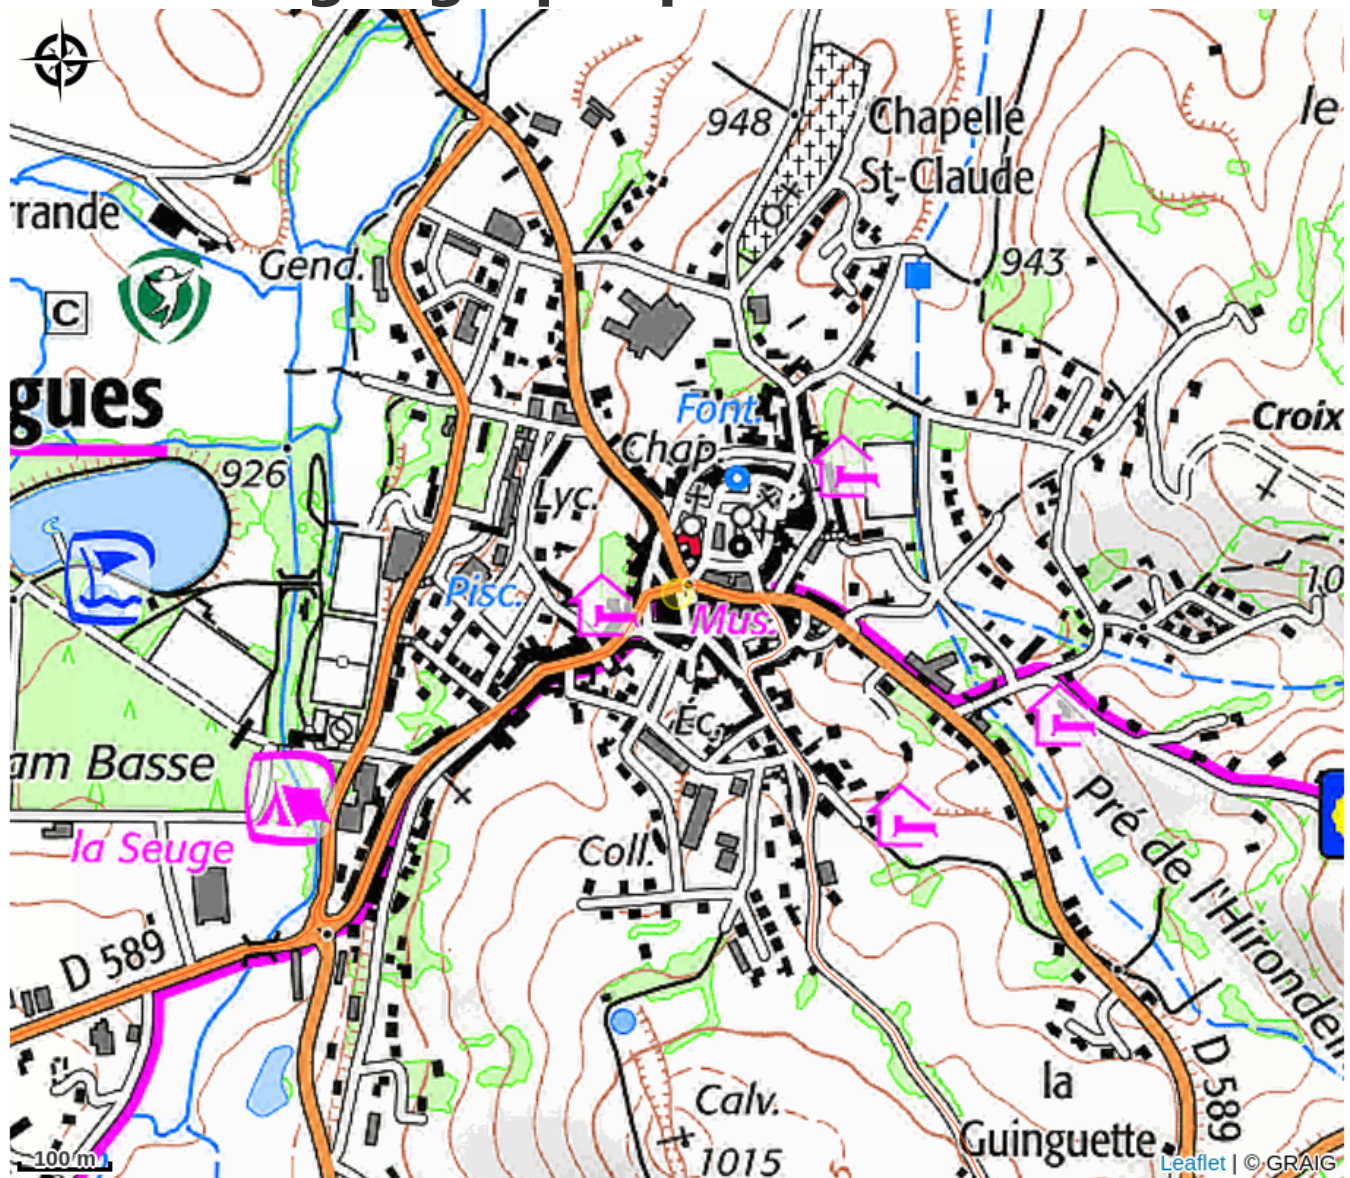 948
Chapelle
St-Claude
le
rrande
Gend.
943
C
gues
Font.
Croix
Chap.
926
Lyc.
Pisc.
Mus.
10
Éc.
am Basse
la Seuge
Coll.
Pré de l'Hirondel
D 589
Calv.
1015
la
Guinguette
D 589
100 m
Leaflet | © GRAIG